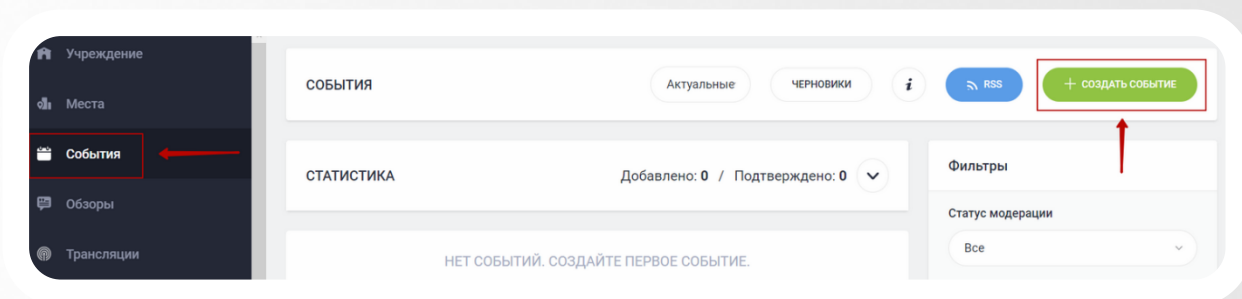 Учреждение
Места
События
Обзоры
Трансляции
СОБЫТИЯ
Актуальные
ЧЕРНОВИКИ
i
RSS
+ СОЗДАТЬ СОБЫТИЕ
СТАТИСТИКА
Добавлено: 0 / Подтверждено: 0
НЕТ СОБЫТИЙ. СОЗДАЙТЕ ПЕРВОЕ СОБЫТИЕ.
Фильтры
Статус модерации
Все